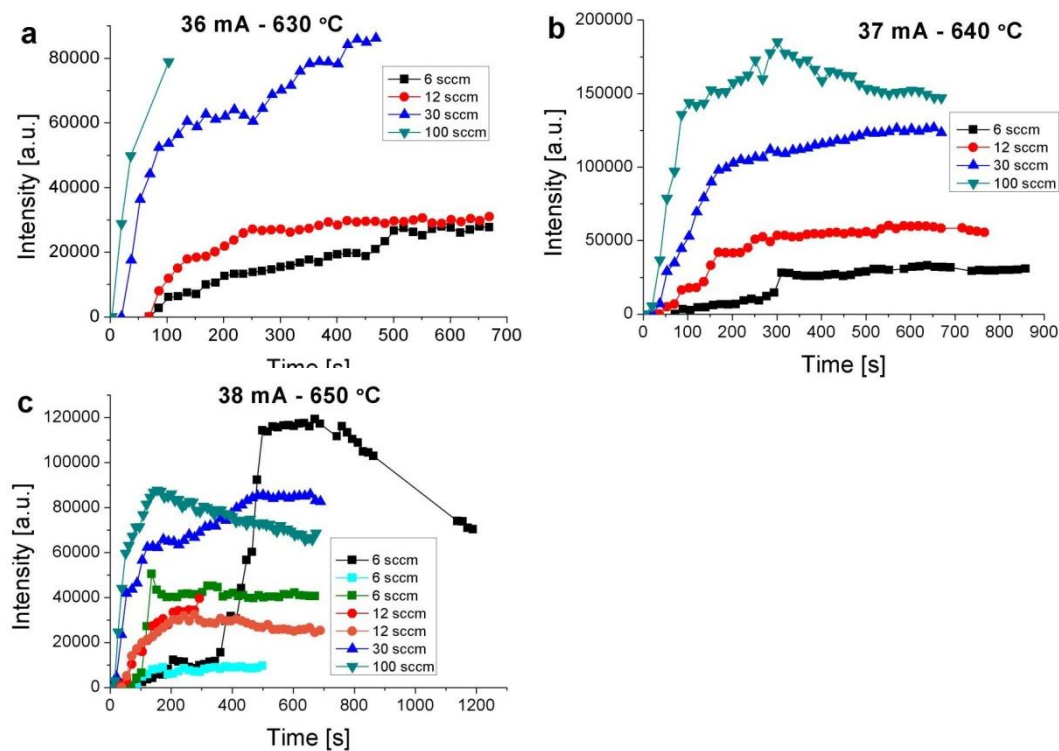 a
36 mA - 630 °C
80000
60000
40000
20000
0
Intensity [a.u.]
6 sccm
12 sccm
30 sccm
100 sccm
0 100 200 300 400 500 600 700
Time [s]
b
37 mA - 640 °C
200000
150000
100000
50000
0
Intensity [a.u.]
6 sccm
12 sccm
30 sccm
100 sccm
0 100 200 300 400 500 600 700 800 900
Time [s]
c
38 mA - 650 °C
120000
100000
80000
60000
40000
20000
0
Intensity [a.u.]
6 sccm
6 sccm
6 sccm
12 sccm
12 sccm
30 sccm
100 sccm
0 200 400 600 800 1000 1200
Time [s]